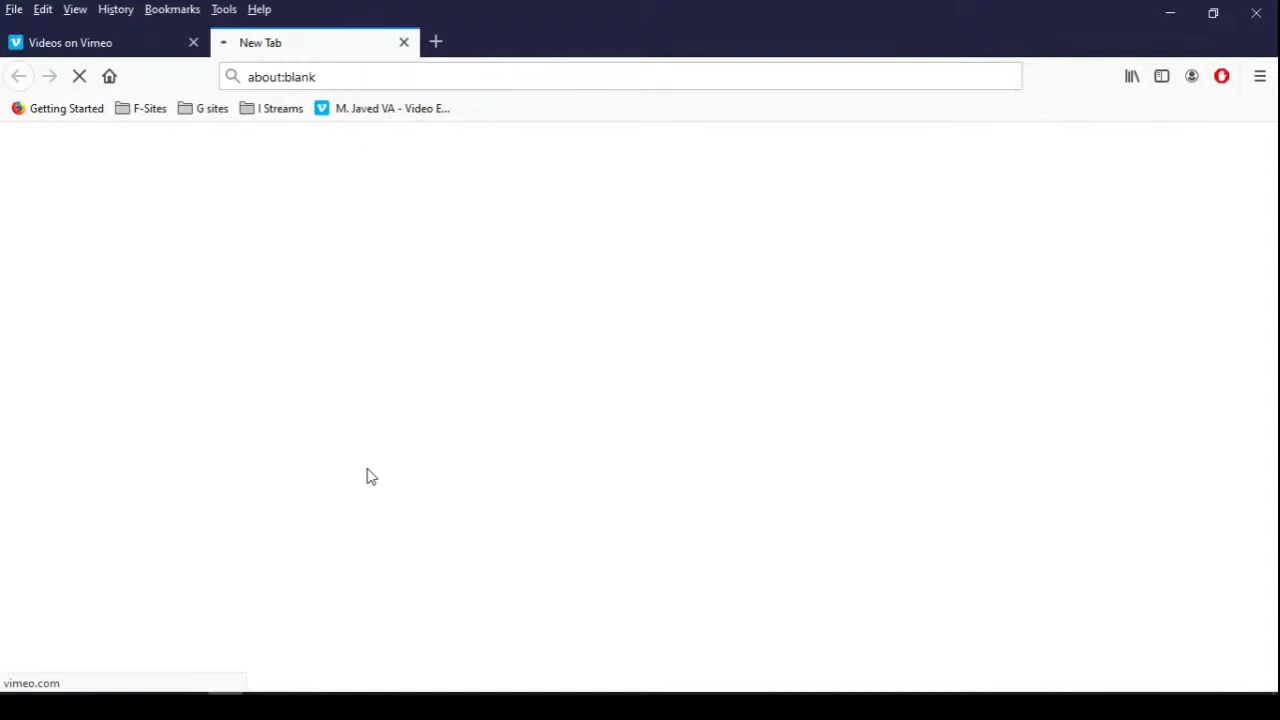 File Edit View History Bookmarks Tools Help
Videos on Vimeo New Tab
about:blank
Getting Started F-Sites G sites I Streams M. Javed VA - Video E...
vimeo.com